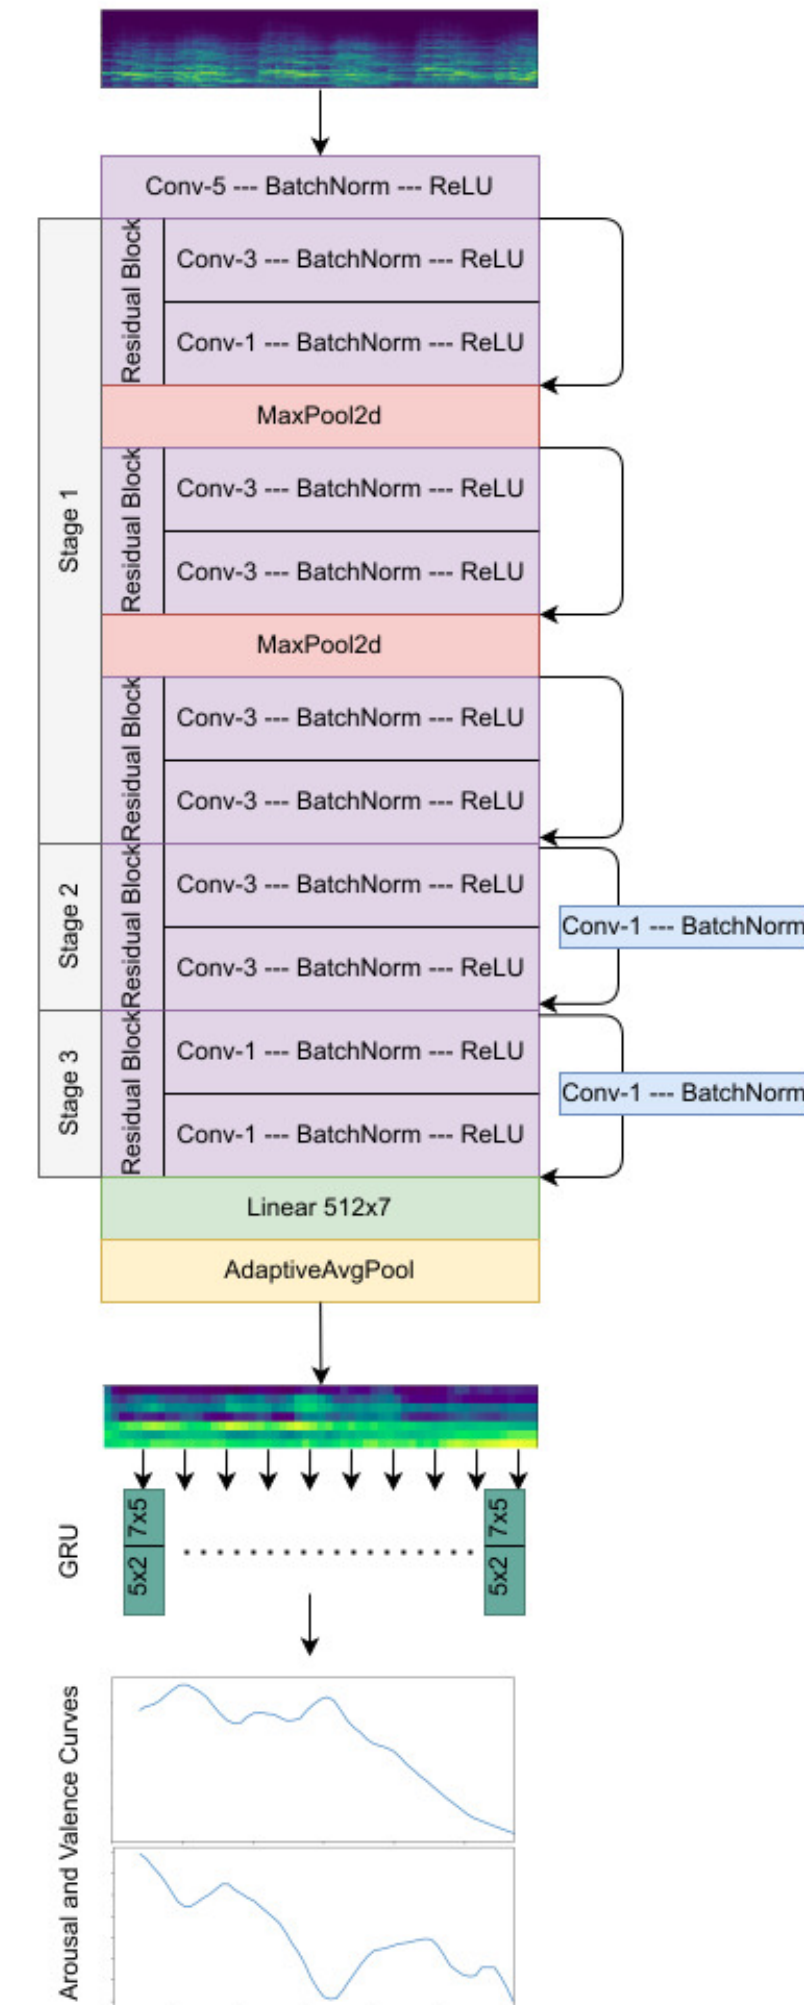 Conv-5 --- BatchNorm --- ReLU
Stage 1
Residual Block
Conv-3 --- BatchNorm --- ReLU
Conv-1 --- BatchNorm --- ReLU
MaxPool2d
Residual Block
Conv-3 --- BatchNorm --- ReLU
Conv-3 --- BatchNorm --- ReLU
MaxPool2d
Residual Block
Conv-3 --- BatchNorm --- ReLU
Conv-3 --- BatchNorm --- ReLU
Stage 2
Residual Block
Conv-3 --- BatchNorm --- ReLU
Conv-3 --- BatchNorm --- ReLU
Conv-1 --- BatchNorm
Stage 3
Residual Block
Conv-1 --- BatchNorm --- ReLU
Conv-1 --- BatchNorm --- ReLU
Conv-1 --- BatchNorm
Linear 512x7
AdaptiveAvgPool
GRU
5x2 | 7x5
5x2 | 7x5
Arousal and Valence Curves